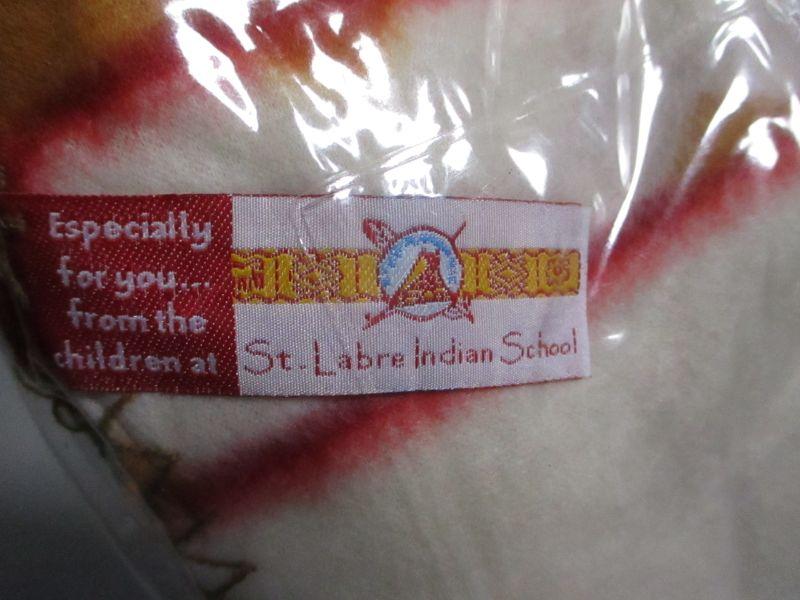 Especially
for you...
from the
children at
St. Labre Indian School